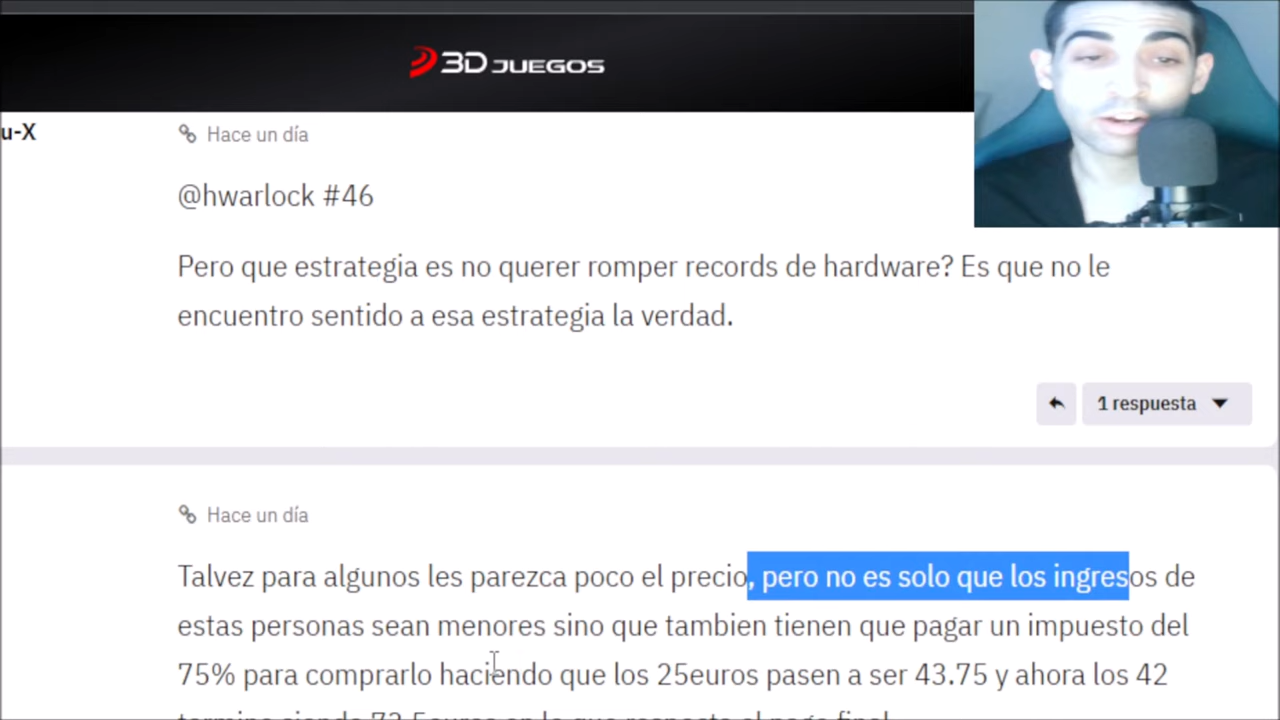 3D JUEGOS
u-X
Hace un día
@hwarlock #46
Pero que estrategia es no querer romper records de hardware? Es que no le
encuentro sentido a esa estrategia la verdad.
1 respuesta
Hace un día
Talvez para algunos les parezca poco el precio, pero no es solo que los ingresos de
estas personas sean menores sino que tambien tienen que pagar un impuesto del
75% para comprarlo haciendo que los 25euros pasen a ser 43.75 y ahora los 42